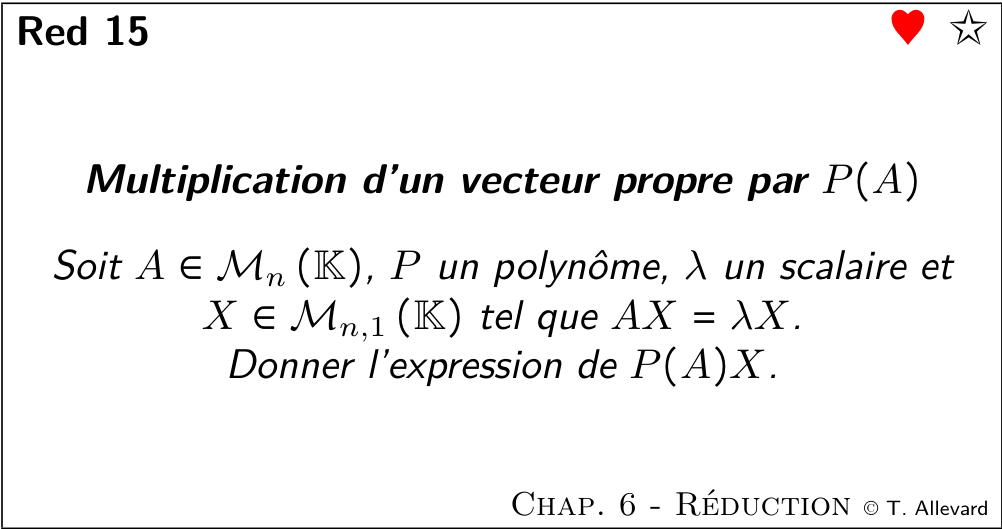 Red 15
Multiplication d'un vecteur propre par P(A)
Soit A ∈ ℳₙ (𝕂), P un polynôme, λ un scalaire et
X ∈ ℳₙ,₁ (𝕂) tel que AX = λX.
Donner l'expression de P(A)X.
Chap. 6 - Réduction © T. Allevard